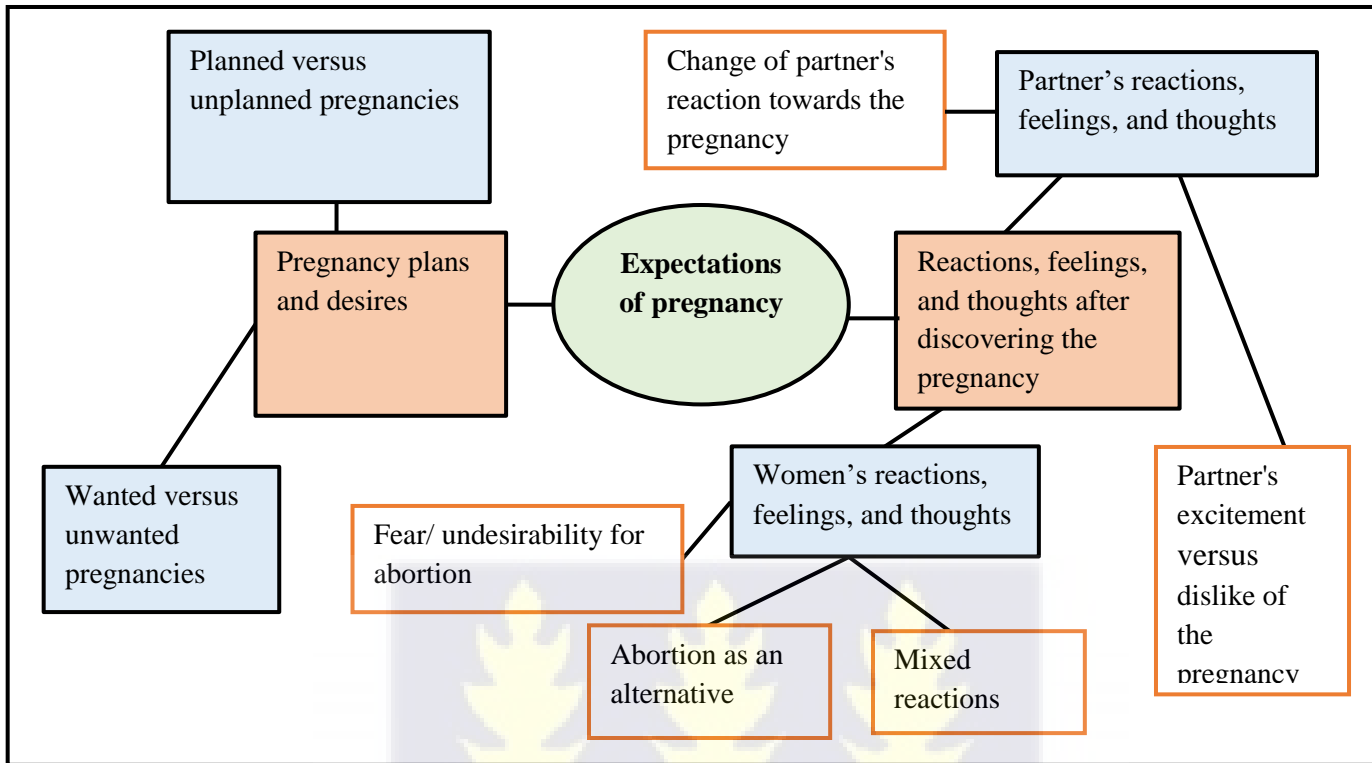 Planned versus
unplanned pregnancies
Change of partner's
reaction towards the
pregnancy
Partner’s reactions,
feelings, and thoughts
Pregnancy plans
and desires
Expectations
of pregnancy
Reactions, feelings,
and thoughts after
discovering the
pregnancy
Wanted versus
unwanted
pregnancies
Fear/ undesirability for
abortion
Women’s reactions,
feelings, and thoughts
Abortion as an
alternative
Mixed
reactions
Partner's
excitement
versus
dislike of
the
pregnancy